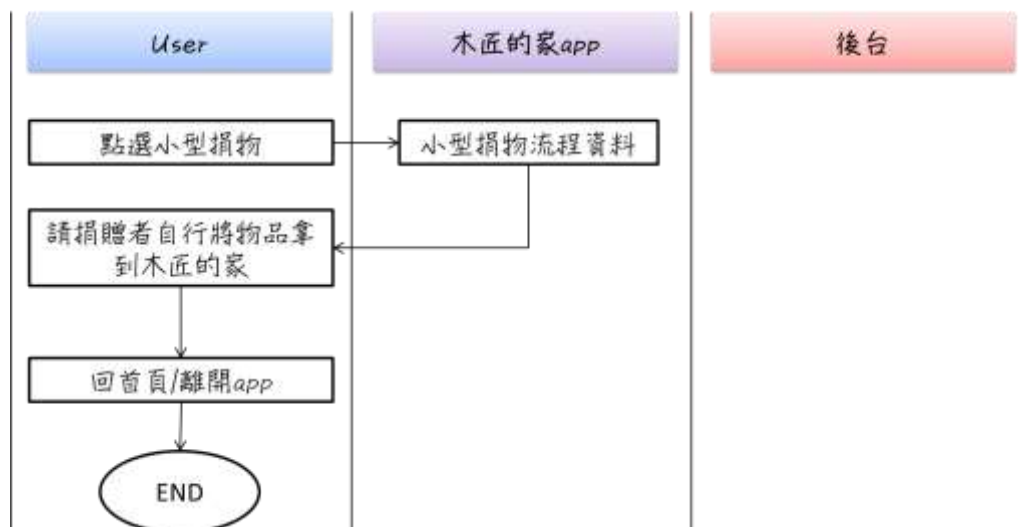 User
木匠的家app
後台
點選小型捐物
小型捐物流程資料
請捐贈者自行將物品拿
到木匠的家
回首頁/離開app
END